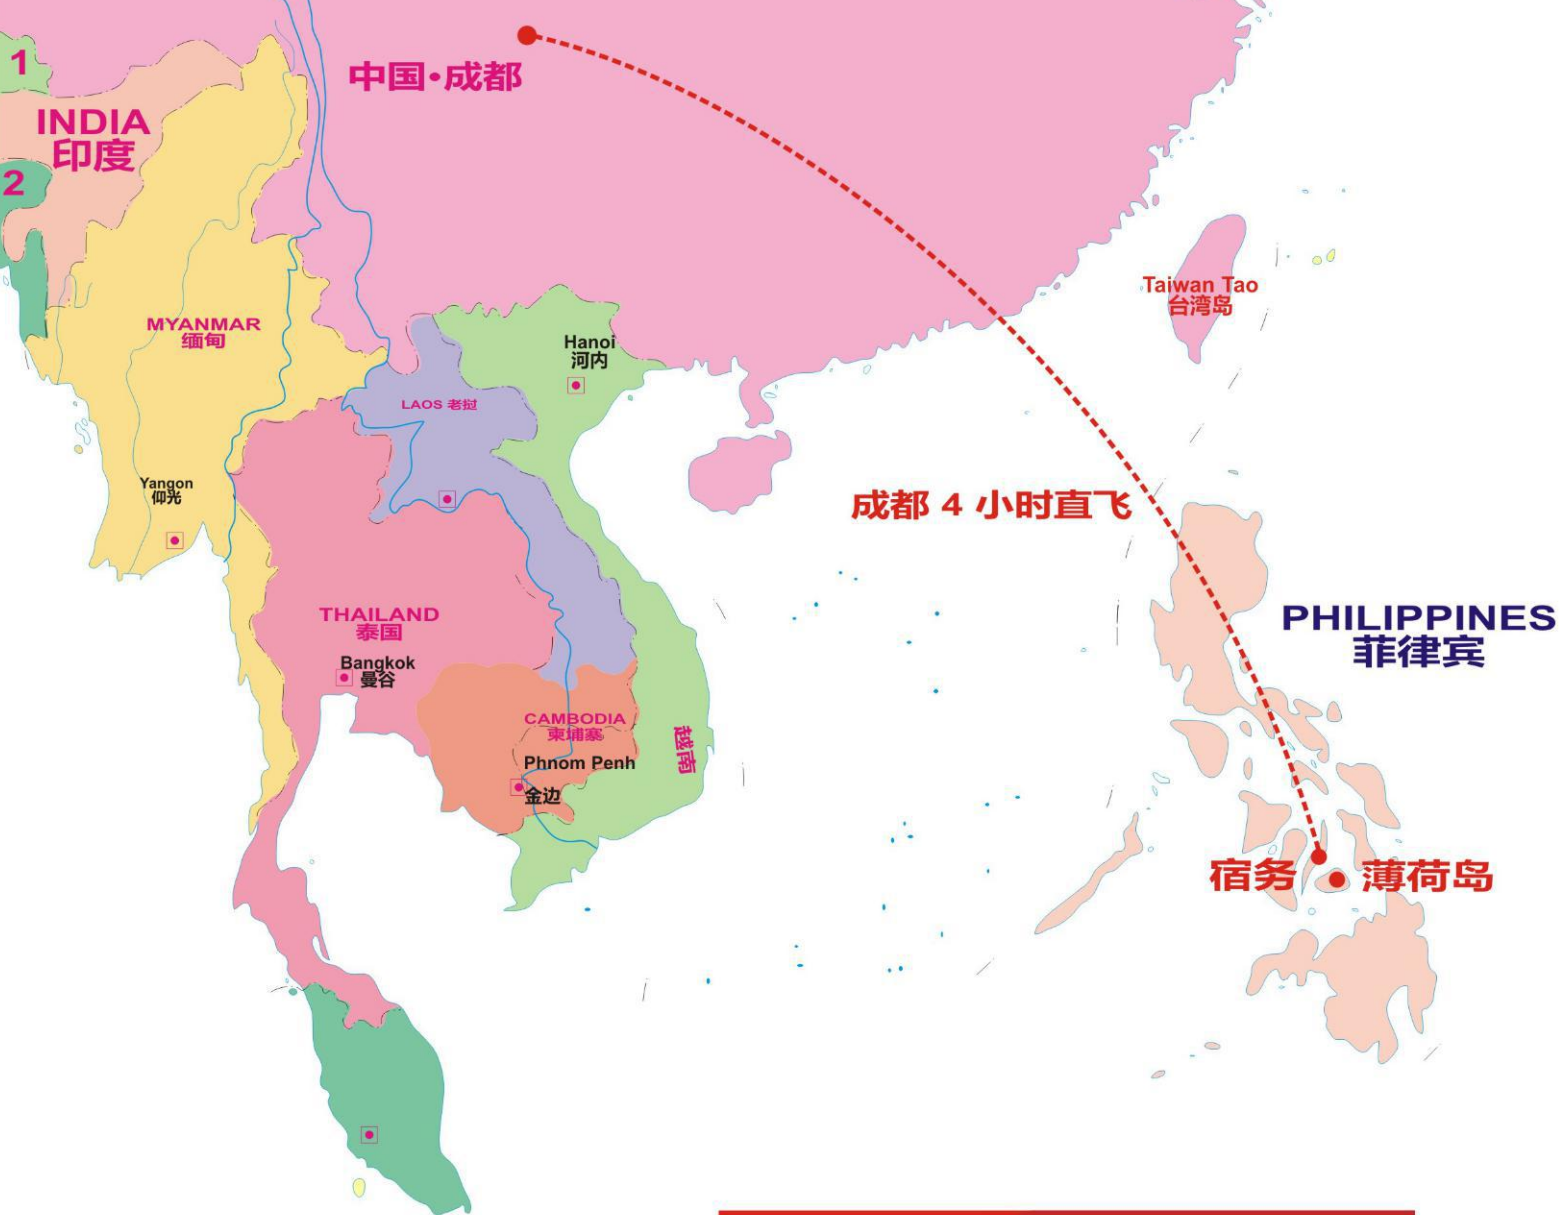 1
中国·成都
INDIA
印度
2
Taiwan Tao
台湾岛
MYANMAR
缅甸
Hanoi
河内
LAOS 老挝
Yangon
仰光
成都 4 小时直飞
THAILAND
泰国
PHILIPPINES
菲律宾
Bangkok
曼谷
CAMBODIA
柬埔寨
越南
Phnom Penh
金边
宿务
薄荷岛